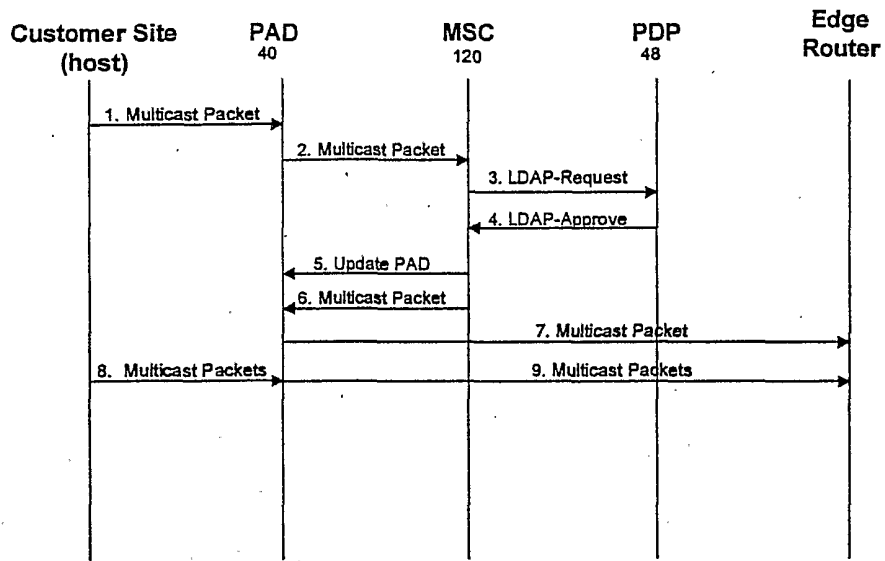 Customer Site
(host)
PAD
40
MSC
120
PDP
48
Edge
Router
1. Multicast Packet
2. Multicast Packet
3. LDAP-Request
4. LDAP-Approve
5. Update PAD
6. Multicast Packet
7. Multicast Packet
8. Multicast Packets
9. Multicast Packets